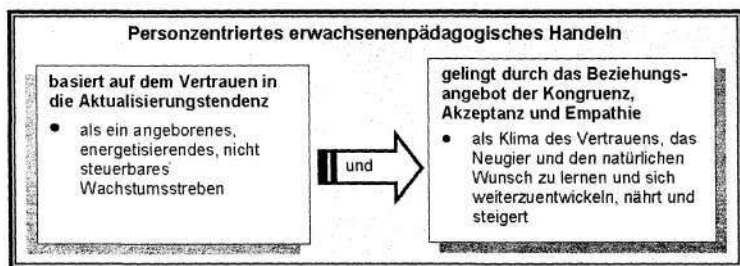 Personzentriertes erwachsenenpädagogisches Handeln
basiert auf dem Vertrauen in
die Aktualisierungstendenz
• als ein angeborenes,
energetisierendes, nicht
steuerbares
Wachstumsstreben
und
gelingt durch das Beziehungs-
angebot der Kongruenz,
Akzeptanz und Empathie
• als Klima des Vertrauens, das
Neugier und den natürlichen
Wunsch zu lernen und sich
weiterzuentwickeln, nährt und
steigert